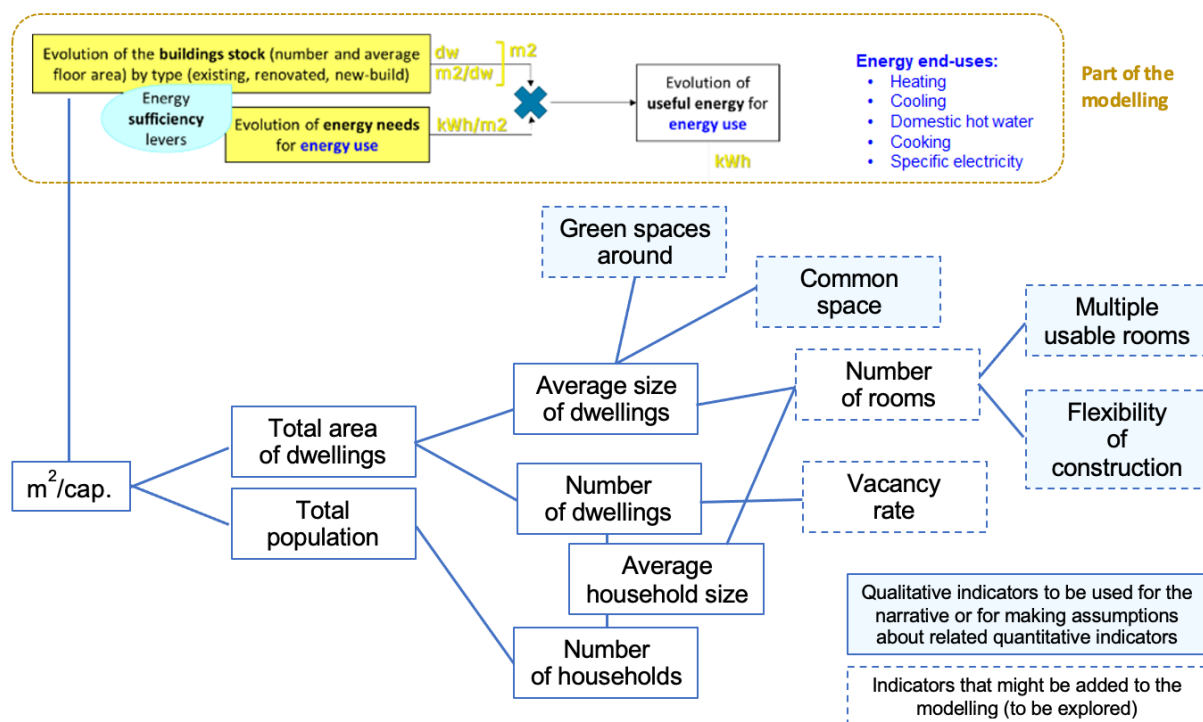 Evolution of the buildings stock (number and average
floor area) by type (existing, renovated, new-build)
dw
m2/dw
m2
Energy
sufficiency
levers
Evolution of energy needs
for energy use
kWh/m2
Evolution of
useful energy for
energy use
kWh
Energy end-uses:
• Heating
• Cooling
• Domestic hot water
• Cooking
• Specific electricity
Part of the
modelling
Green spaces
around
Common
space
Multiple
usable rooms
Average size
of dwellings
Number
of rooms
Flexibility
of
construction
Total area
of dwellings
m²/cap.
Number
of dwellings
Vacancy
rate
Total
population
Average
household size
Number
of households
Qualitative indicators to be used for the
narrative or for making assumptions
about related quantitative indicators
Indicators that might be added to the
modelling (to be explored)